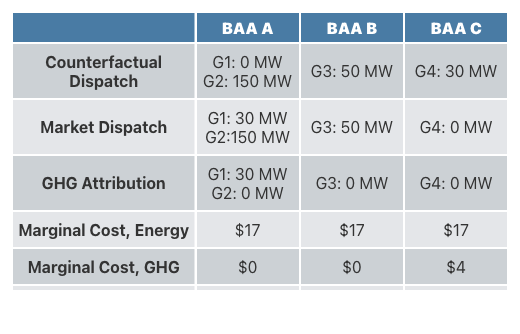 BAA A BAA B BAA C
Counterfactual Dispatch G1: 0 MW G2: 150 MW G3: 50 MW G4: 30 MW
Market Dispatch G1: 30 MW G2:150 MW G3: 50 MW G4: 0 MW
GHG Attribution G1: 30 MW G2: 0 MW G3: 0 MW G4: 0 MW
Marginal Cost, Energy $17 $17 $17
Marginal Cost, GHG $0 $0 $4